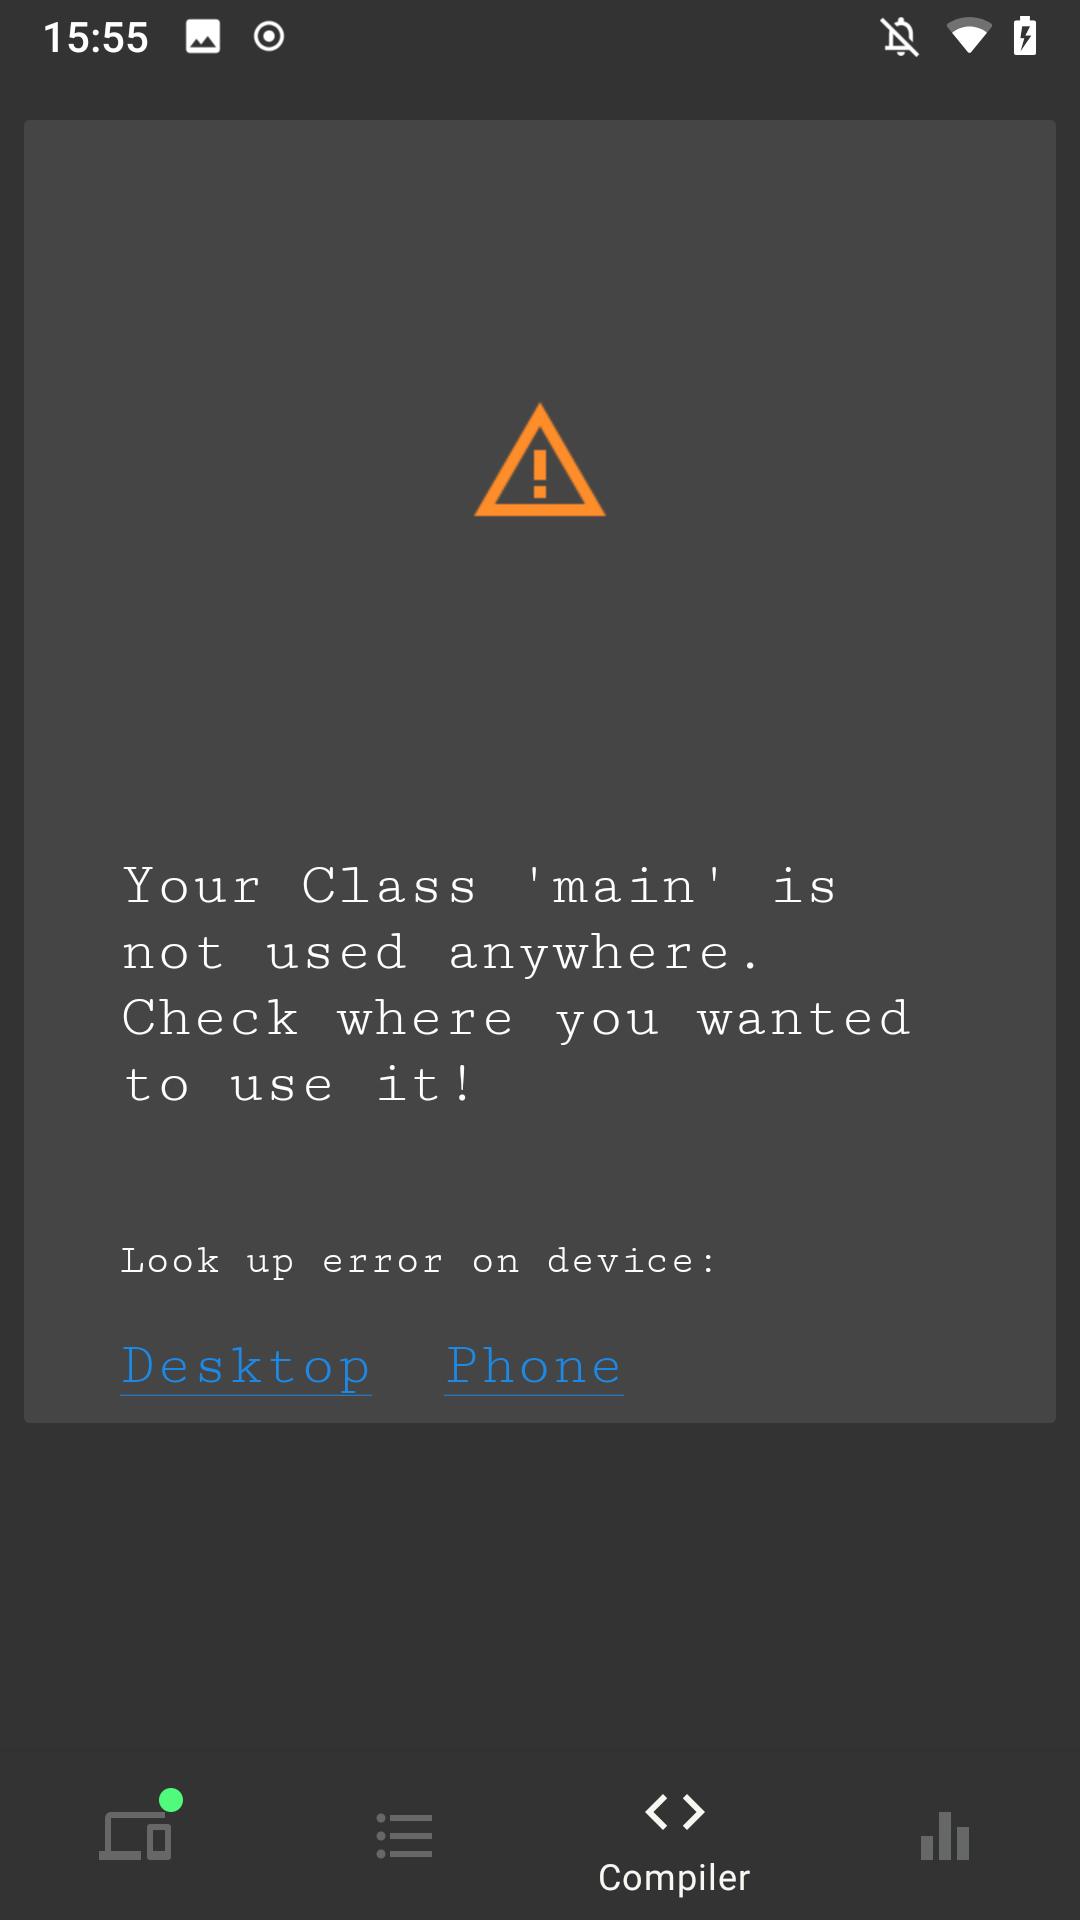 15:55
Your Class 'main' is
not used anywhere.
Check where you wanted
to use it!
Look up error on device:
Desktop Phone
Compiler